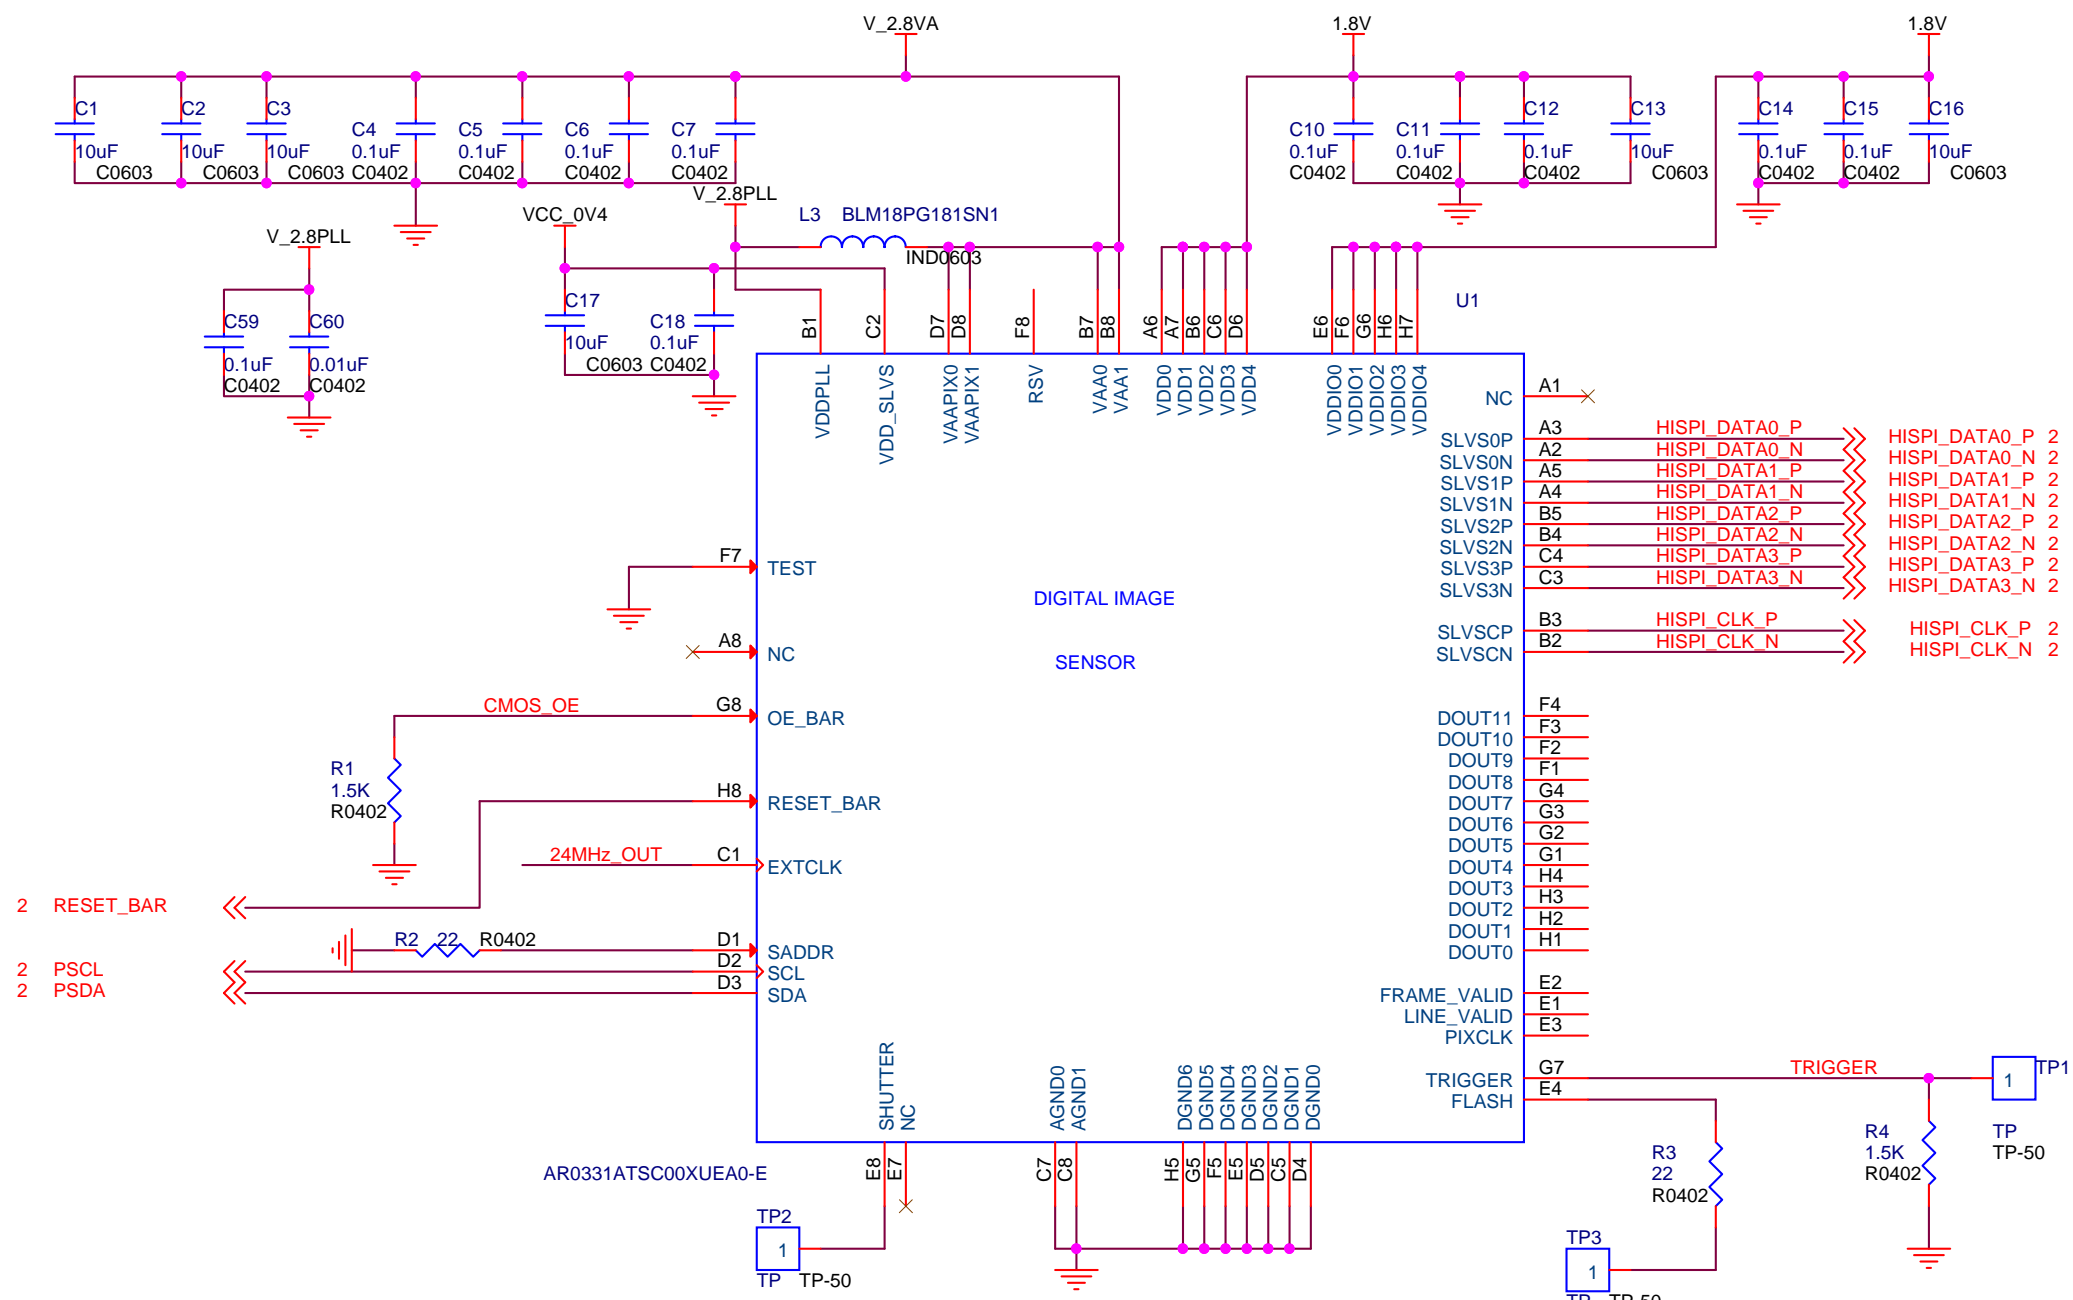 V_2.8VA
1.8V
1.8V
C1
10uF
C0603
C2
10uF
C0603
C3
10uF
C0603
C4
0.1uF
C0402
C5
0.1uF
C0402
C6
0.1uF
C0402
C7
0.1uF
C0402
C10
0.1uF
C0402
C11
0.1uF
C0402
C12
0.1uF
C0402
C13
10uF
C0603
C14
0.1uF
C0402
C15
0.1uF
C0402
C16
10uF
C0603
V_2.8PLL
VCC_0V4
V_2.8PLL
L3 BLM18PG181SN1
IND0603
C59
0.1uF
C0402
C60
0.01uF
C0402
C17
10uF
C0603
C18
0.1uF
C0402
U1
B1
C2
D7
D8
F8
B7
B8
A6
A7
B6
C6
D6
E6
F6
G6
H6
H7
VDDPLL
VDD_SLVS
VAAPIX0
VAAPIX1
RSV
VAA0
VAA1
VDD0
VDD1
VDD2
VDD3
VDD4
VDDIO0
VDDIO1
VDDIO2
VDDIO3
VDDIO4
NC A1
SLVS0P A3 HISPI_DATA0_P HISPI_DATA0_P 2
SLVS0N A2 HISPI_DATA0_N HISPI_DATA0_N 2
SLVS1P A5 HISPI_DATA1_P HISPI_DATA1_P 2
SLVS1N A4 HISPI_DATA1_N HISPI_DATA1_N 2
SLVS2P B5 HISPI_DATA2_P HISPI_DATA2_P 2
SLVS2N B4 HISPI_DATA2_N HISPI_DATA2_N 2
SLVS3P C4 HISPI_DATA3_P HISPI_DATA3_P 2
SLVS3N C3 HISPI_DATA3_N HISPI_DATA3_N 2
SLVSCP B3 HISPI_CLK_P HISPI_CLK_P 2
SLVSCN B2 HISPI_CLK_N HISPI_CLK_N 2
F7 TEST
DIGITAL IMAGE
SENSOR
A8 NC
CMOS_OE G8 OE_BAR
R1
1.5K
R0402
H8 RESET_BAR
24MHz_OUT C1 EXTCLK
2 RESET_BAR
R2 22 R0402 D1 SADDR
2 PSCL D2 SCL
2 PSDA D3 SDA
DOUT11 F4
DOUT10 F3
DOUT9 F2
DOUT8 F1
DOUT7 G4
DOUT6 G3
DOUT5 G2
DOUT4 G1
DOUT3 H4
DOUT2 H3
DOUT1 H2
DOUT0 H1
FRAME_VALID E2
LINE_VALID E1
PIXCLK E3
TRIGGER G7 TRIGGER 1 TP1
FLASH E4
TP
TP-50
R4
1.5K
R0402
R3
22
R0402
SHUTTER
NC
AGND0
AGND1
DGND6
DGND5
DGND4
DGND3
DGND2
DGND1
DGND0
E8
E7
C7
C8
H5
G5
F5
E5
D5
C5
D4
AR0331ATSC00XUEA0-E
TP2
1
TP TP-50
TP3
1
TP TP-50